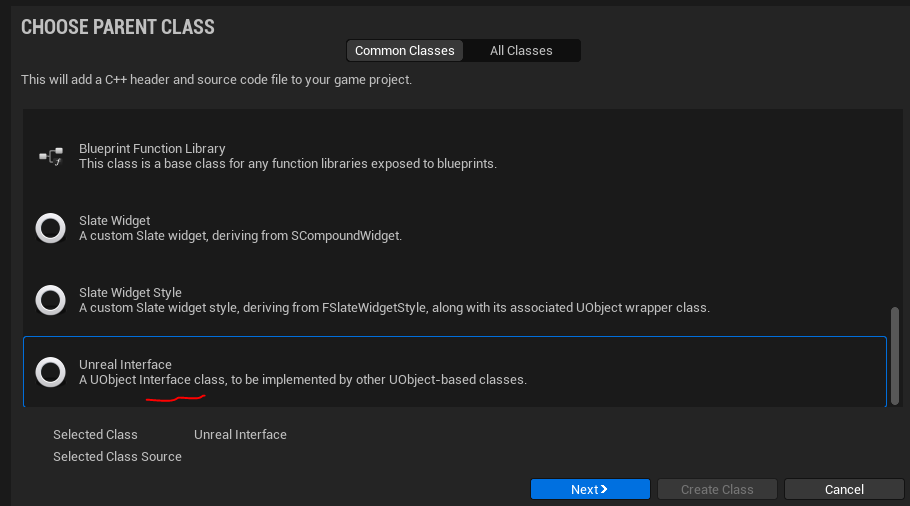 CHOOSE PARENT CLASS
Common Classes
All Classes
This will add a C++ header and source code file to your game project.
Blueprint Function Library
This class is a base class for any function libraries exposed to blueprints.
Slate Widget
A custom Slate widget, deriving from SCompoundWidget.
Slate Widget Style
A custom Slate widget style, deriving from FSlateWidgetStyle, along with its associated UObject wrapper class.
Unreal Interface
A UObject Interface class, to be implemented by other UObject-based classes.
Selected Class
Unreal Interface
Selected Class Source
Next
Create Class
Cancel